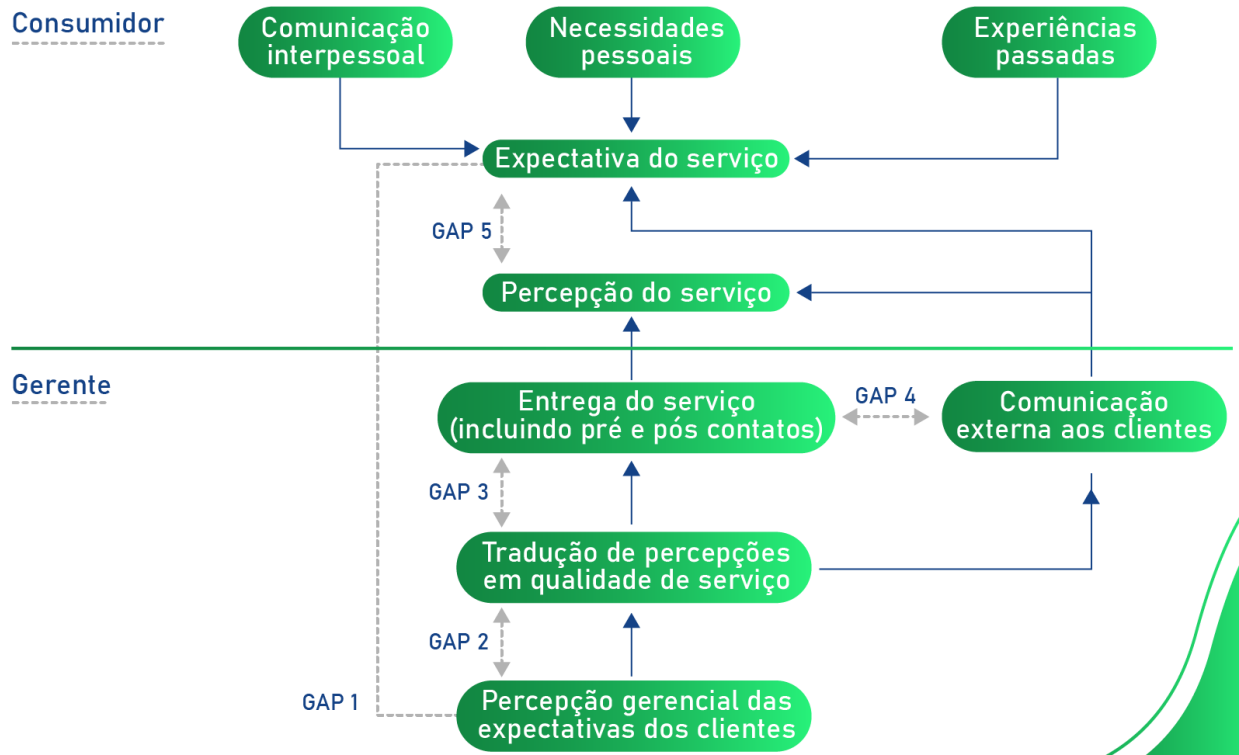 Consumidor
Comunicação
interpessoal
Necessidades
pessoais
Experiências
passadas
Expectativa do serviço
GAP 5
Percepção do serviço
Gerente
Entrega do serviço
(incluindo pré e pós contatos)
GAP 4
Comunicação
externa aos clientes
GAP 3
Tradução de percepções
em qualidade de serviço
GAP 2
GAP 1
Percepção gerencial das
expectativas dos clientes